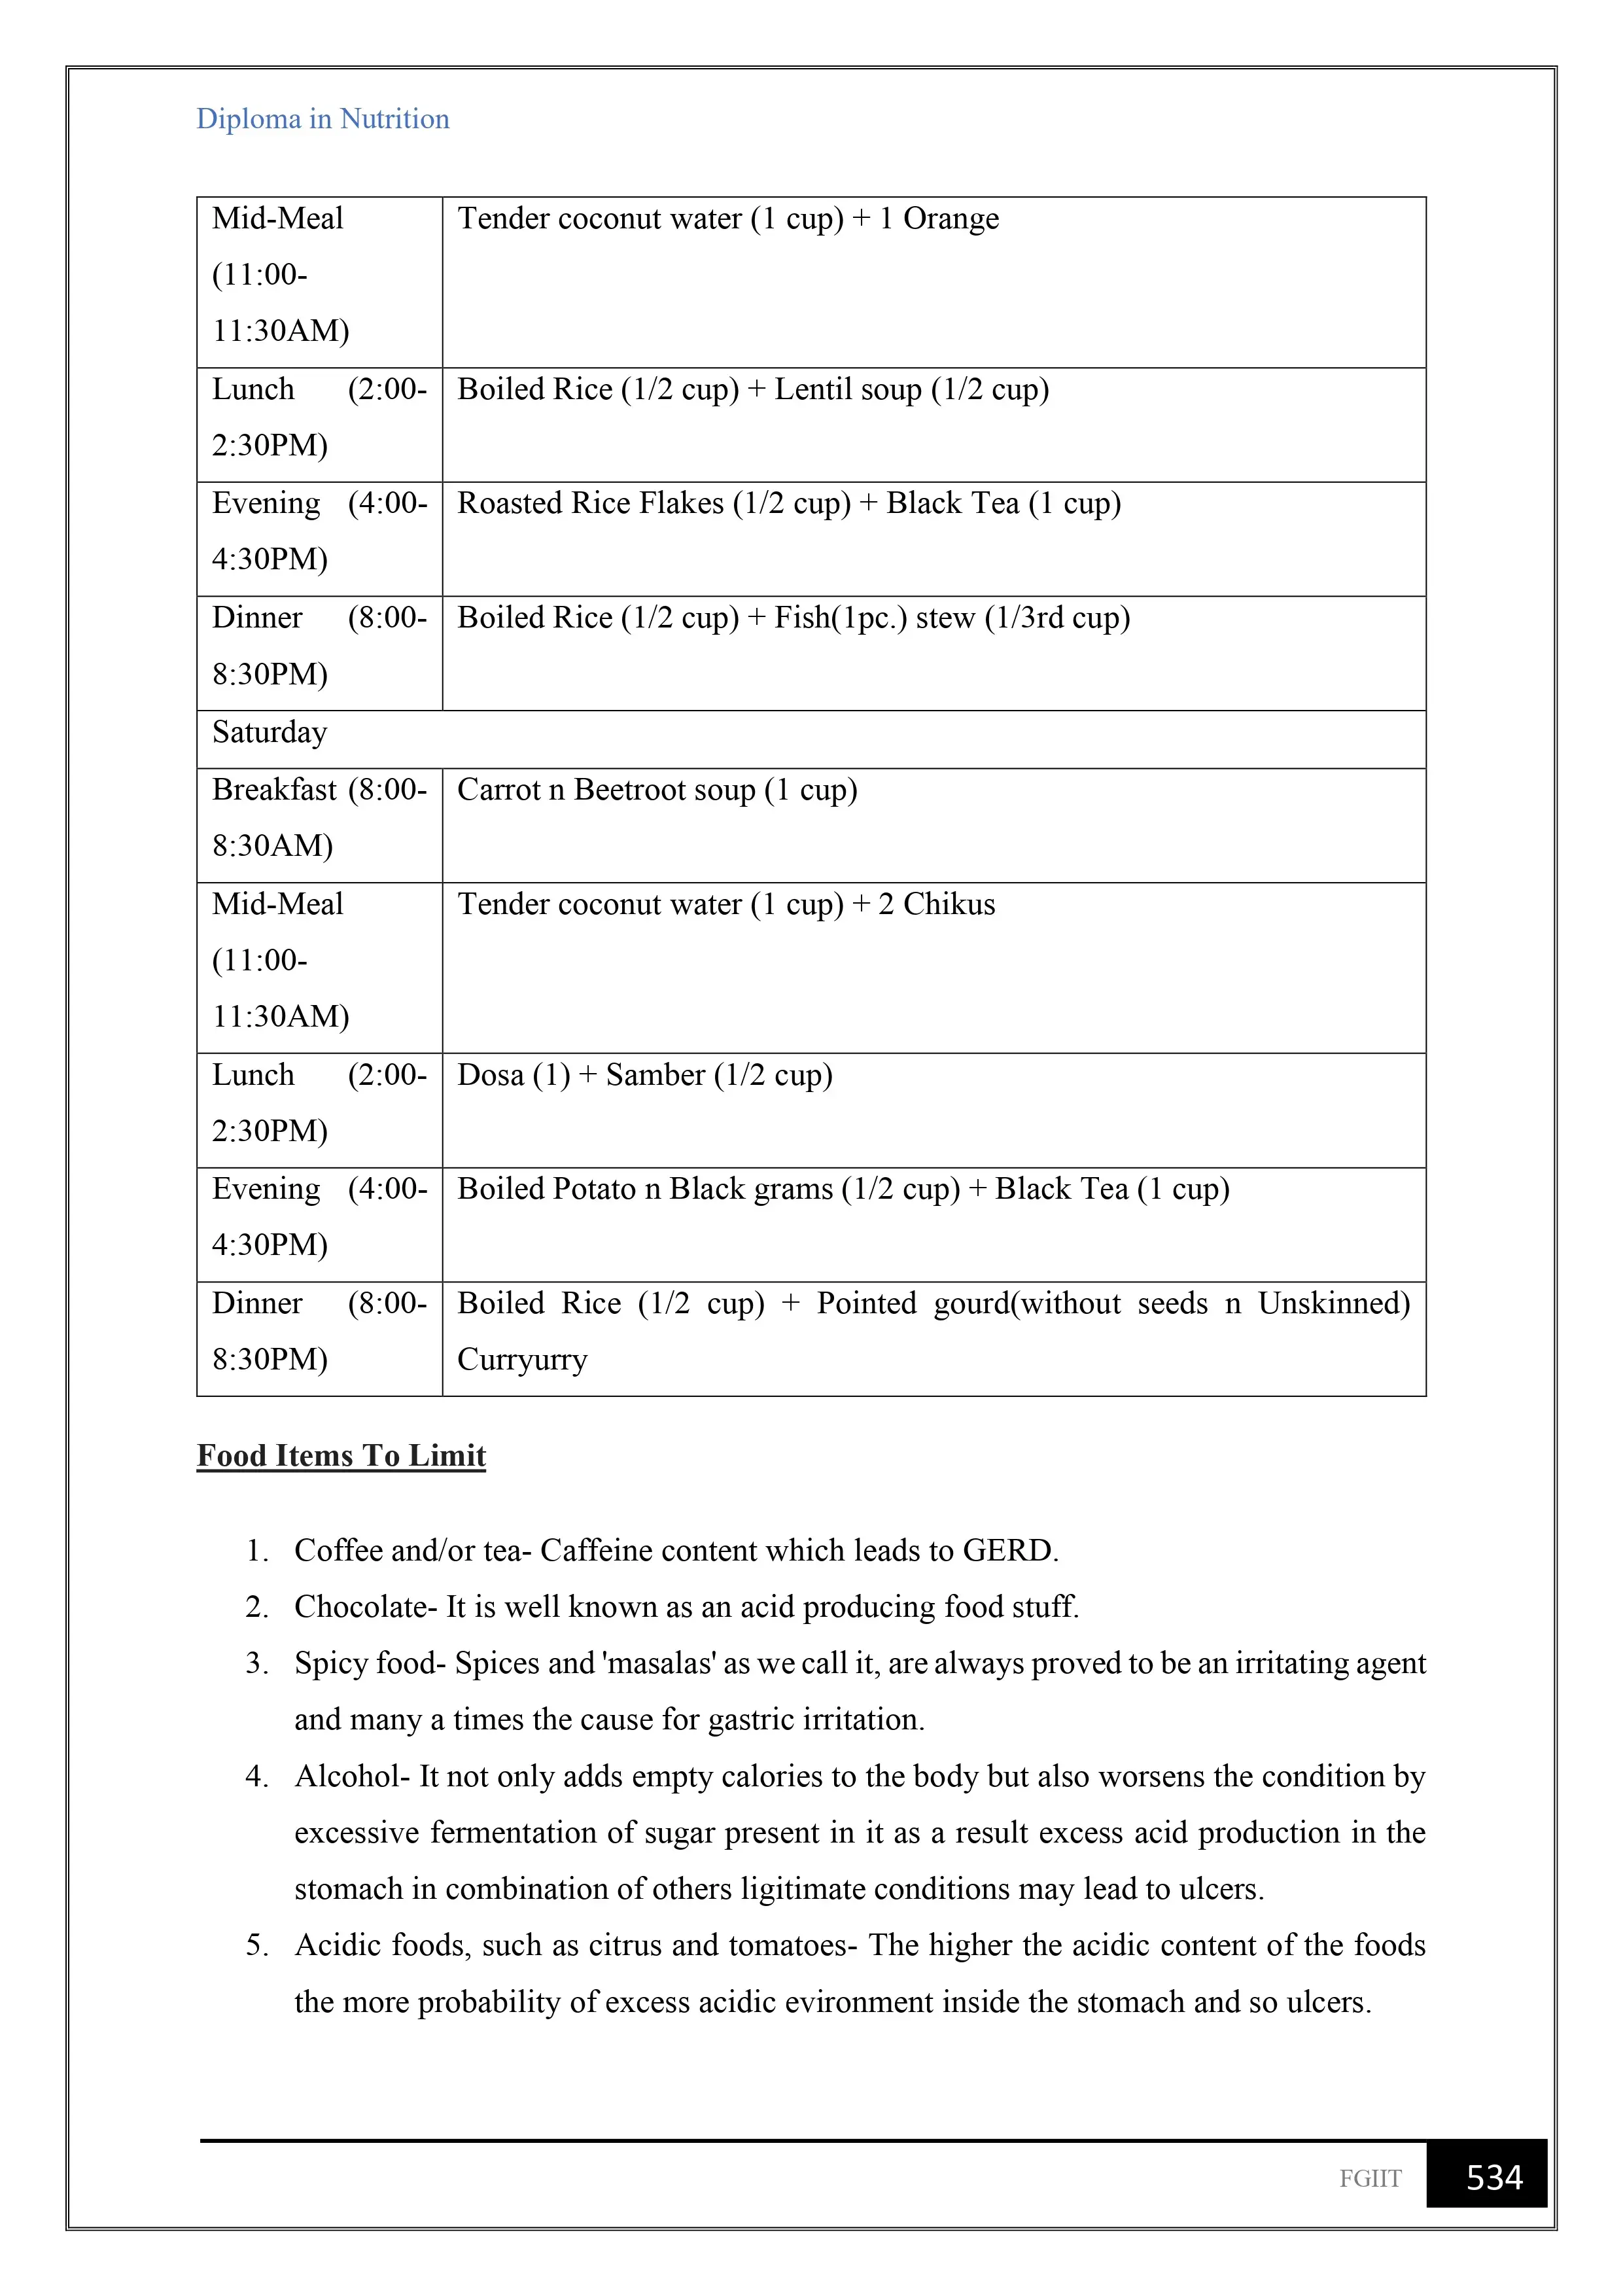 Diploma in Nutrition
Mid-Meal
(11:00-
11:30AM)
Tender coconut water (1 cup) + 1 Orange
Lunch (2:00-
2:30PM)
Boiled Rice (1/2 cup) + Lentil soup (1/2 cup)
Evening (4:00-
4:30PM)
Roasted Rice Flakes (1/2 cup) + Black Tea (1 cup)
Dinner (8:00-
8:30PM)
Boiled Rice (1/2 cup) + Fish(1pc.) stew (1/3rd cup)
Saturday
Breakfast (8:00-
8:30AM)
Carrot n Beetroot soup (1 cup)
Mid-Meal
(11:00-
11:30AM)
Tender coconut water (1 cup) + 2 Chikus
Lunch (2:00-
2:30PM)
Dosa (1) + Samber (1/2 cup)
Evening (4:00-
4:30PM)
Boiled Potato n Black grams (1/2 cup) + Black Tea (1 cup)
Dinner (8:00-
8:30PM)
Boiled Rice (1/2 cup) + Pointed gourd(without seeds n Unskinned)
Curryurry
Food Items To Limit
1. Coffee and/or tea- Caffeine content which leads to GERD.
2. Chocolate- It is well known as an acid producing food stuff.
3. Spicy food- Spices and 'masalas' as we call it, are always proved to be an irritating agent
and many a times the cause for gastric irritation.
4. Alcohol- It not only adds empty calories to the body but also worsens the condition by
excessive fermentation of sugar present in it as a result excess acid production in the
stomach in combination of others ligitimate conditions may lead to ulcers.
5. Acidic foods, such as citrus and tomatoes- The higher the acidic content of the foods
the more probability of excess acidic evironment inside the stomach and so ulcers.
FGIIT 534